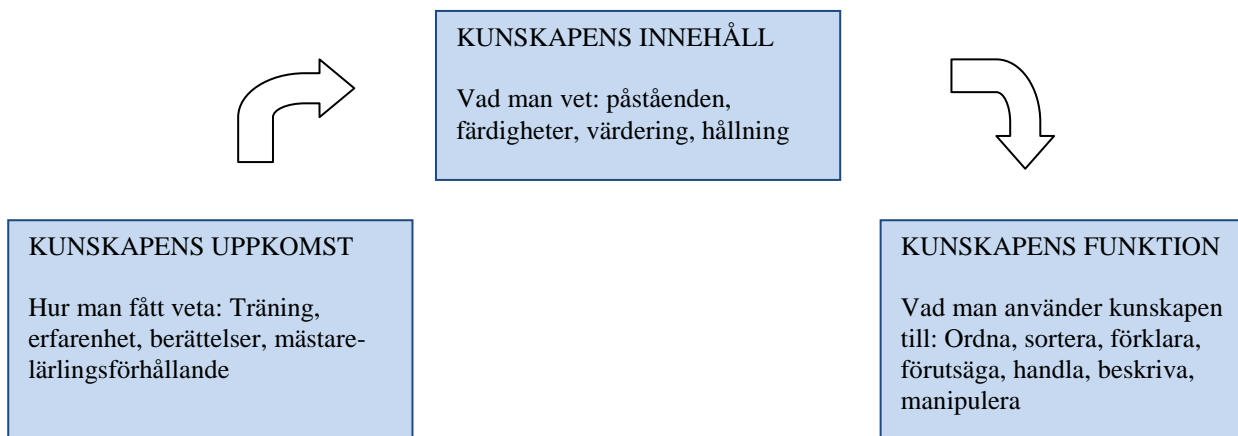 KUNSKAPENS INNEHÅLL
Vad man vet: påståenden,
färdigheter, värdering, hållning
KUNSKAPENS UPPKOMST
Hur man fått veta: Träning,
erfarenhet, berättelser, mästare-
lärlingsförhållande
KUNSKAPENS FUNKTION
Vad man använder kunskapen
till: Ordna, sortera, förklara,
förutsäga, handla, beskriva,
manipulera